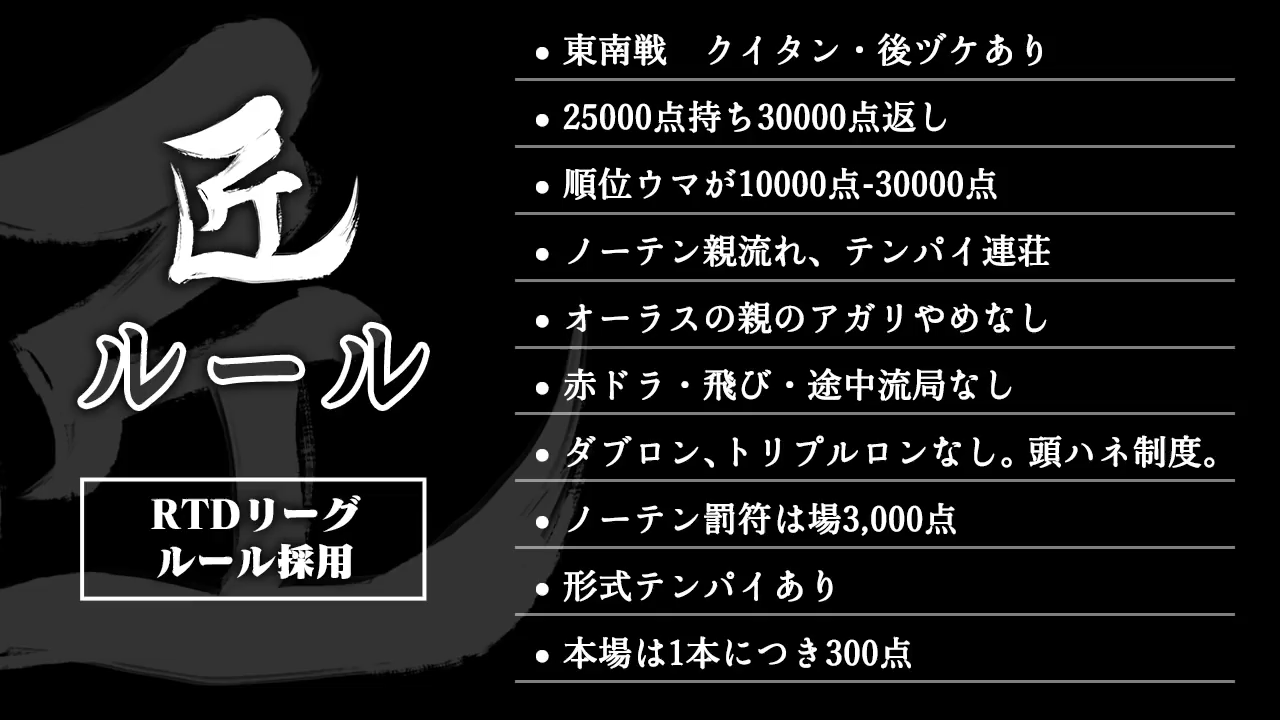 匠
ルール
RTDリーグ
ルール採用
• 東南戦　クイタン・後ヅケあり
• 25000点持ち30000点返し
• 順位ウマが10000点-30000点
• ノーテン親流れ、テンパイ連荘
• オーラスの親のアガリやめなし
• 赤ドラ・飛び・途中流局なし
• ダブロン、トリプルロンなし。頭ハネ制度。
• ノーテン罰符は場3,000点
• 形式テンパイあり
• 本場は1本につき300点